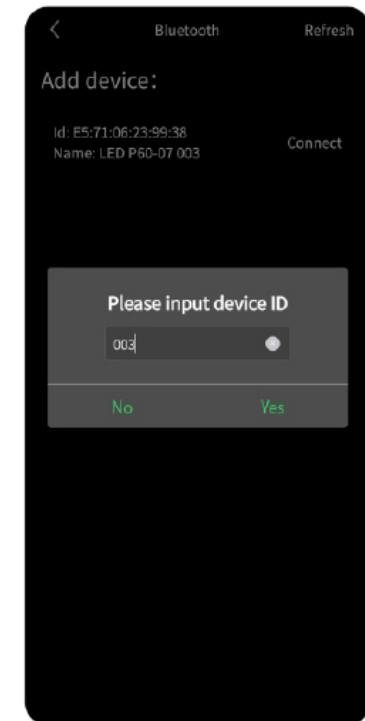 Bluetooth
Refresh
Add device:
Id: E5:71:06:23:99:38
Name: LED P60-07 003
Connect
Please input device ID
003
No
Yes